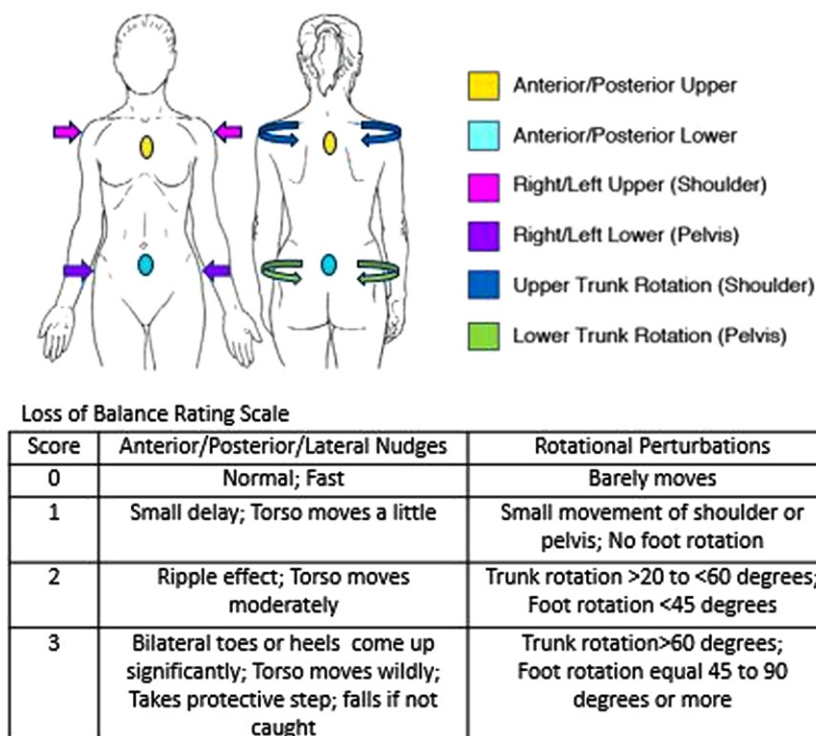 Anterior/Posterior Upper
Anterior/Posterior Lower
Right/Left Upper (Shoulder)
Right/Left Lower (Pelvis)
Upper Trunk Rotation (Shoulder)
Lower Trunk Rotation (Pelvis)
Loss of Balance Rating Scale
Score Anterior/Posterior/Lateral Nudges Rotational Perturbations
0 Normal; Fast Barely moves
1 Small delay; Torso moves a little Small movement of shoulder or
pelvis; No foot rotation
2 Ripple effect; Torso moves
moderately
Trunk rotation >20 to <60 degrees;
Foot rotation <45 degrees
3 Bilateral toes or heels come up
significantly; Torso moves wildly;
Takes protective step; falls if not
caught
Trunk rotation>60 degrees;
Foot rotation equal 45 to 90
degrees or more